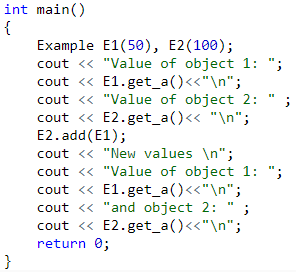 int main()
{
    Example E1(50), E2(100);
    cout << "Value of object 1: ";
    cout << E1.get_a()<<"\n";
    cout << "Value of object 2: " ;
    cout << E2.get_a()<< "\n";
    E2.add(E1);
    cout << "New values \n";
    cout << "Value of object 1: ";
    cout << E1.get_a()<<"\n";
    cout << "and object 2: " ;
    cout << E2.get_a()<<"\n";
    return 0;
}